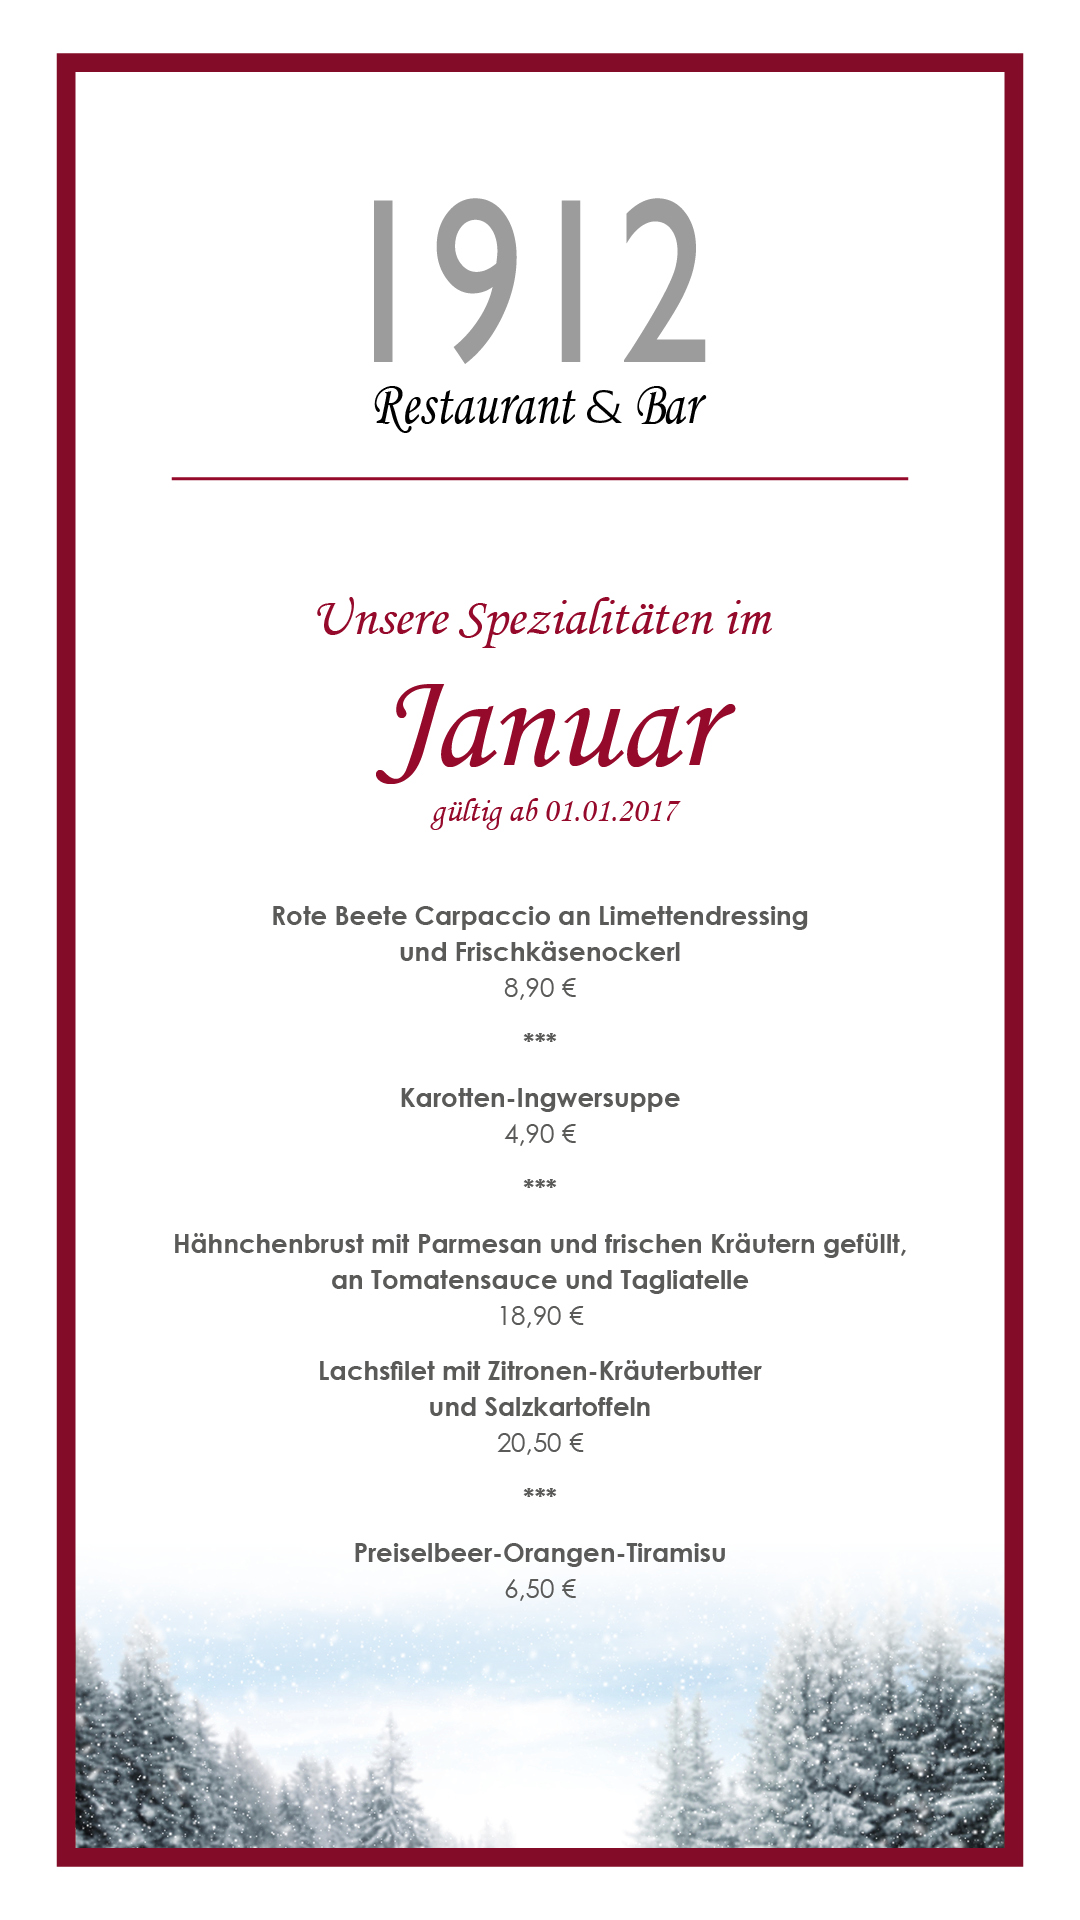 1912
Restaurant & Bar
Unsere Spezialitäten im
Januar
gültig ab 01.01.2017
Rote Beete Carpaccio an Limettendressing
und Frischkäsenockerl
8,90 €
***
Karotten-Ingwersuppe
4,90 €
***
Hähnchenbrust mit Parmesan und frischen Kräutern gefüllt,
an Tomatensauce und Tagliatelle
18,90 €
Lachsfilet mit Zitronen-Kräuterbutter
und Salzkartoffeln
20,50 €
***
Preiselbeer-Orangen-Tiramisu
6,50 €